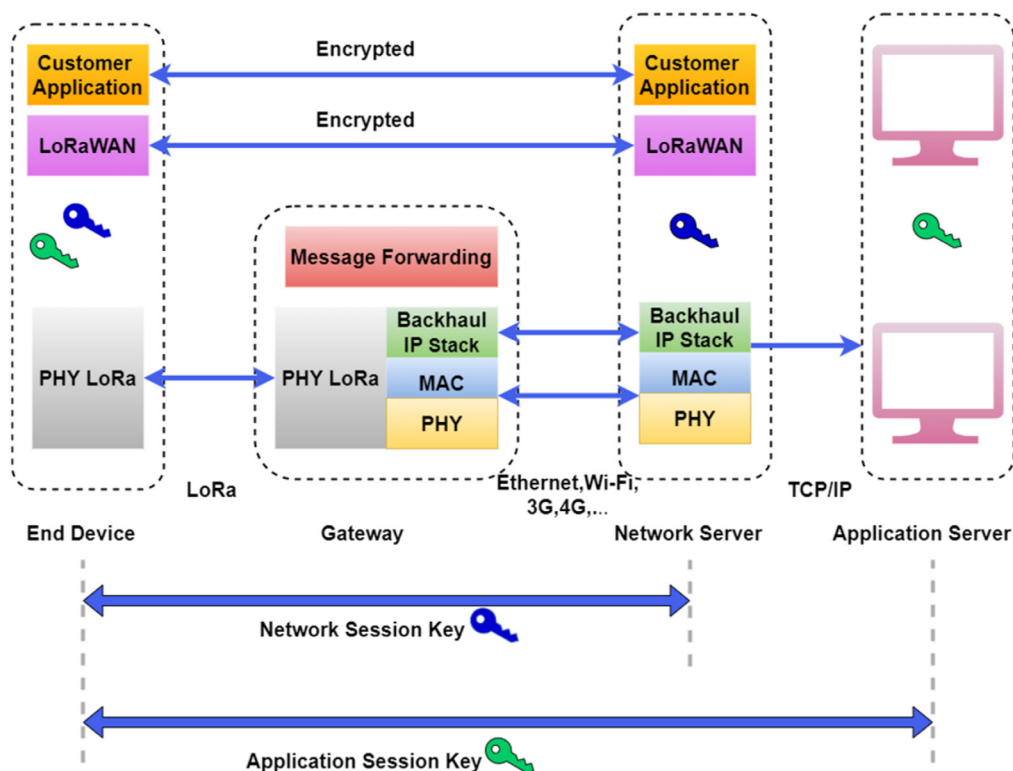 Encrypted
Customer
Application
Customer
Application
Encrypted
LoRaWAN
LoRaWAN
Message Forwarding
Backhaul
IP Stack
Backhaul
IP Stack
PHY LoRa
PHY LoRa
MAC
MAC
PHY
PHY
LoRa
Ethernet,Wi-Fi,
3G,4G,...
TCP/IP
End Device
Gateway
Network Server
Application Server
Network Session Key
Application Session Key